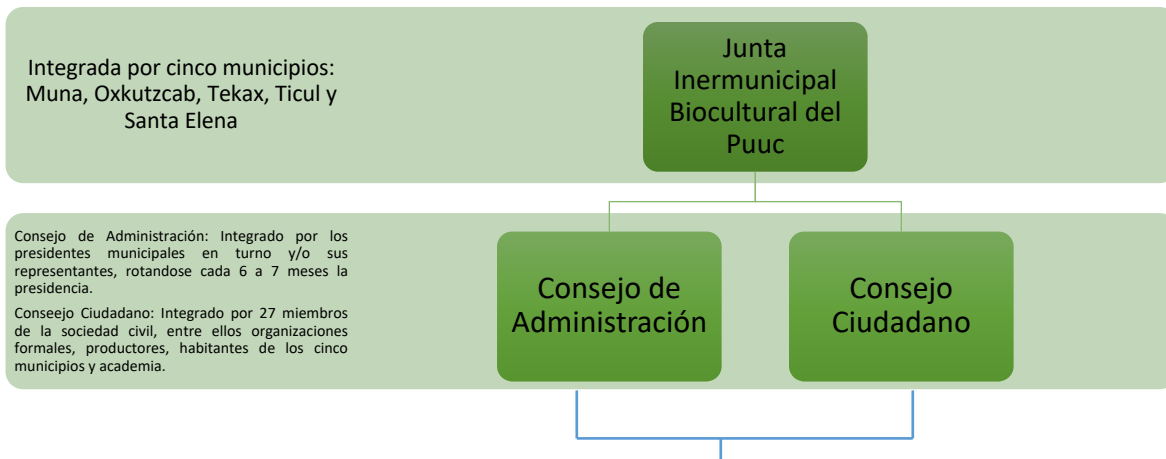 Integrada por cinco municipios:
Muna, Oxkutzcab, Tekax, Ticul y
Santa Elena
Junta
Inermunicipal
Biocultural del
Puuc
Consejo de Administración: Integrado por los
presidentes municipales en turno y/o sus
representantes, rotandose cada 6 a 7 meses la
presidencia.
Conseejo Ciudadano: Integrado por 27 miembros
de la sociedad civil, entre ellos organizaciones
formales, productores, habitantes de los cinco
municipios y academia.
Consejo de
Administración
Consejo
Ciudadano